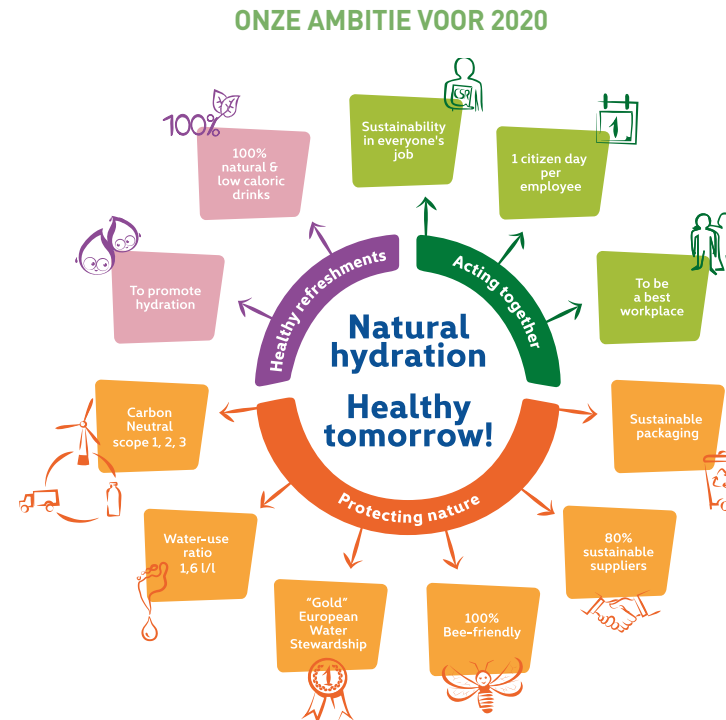 ONZE AMBITIE VOOR 2020
100%
100%
natural &
low caloric
drinks
CSR
Sustainability
in everyone's
job
1
1 citizen day
per
employee
To promote
hydration
To be
a best
workplace
Healthy refreshments
Acting together
Natural
hydration
Healthy
tomorrow!
Protecting nature
Carbon
Neutral
scope 1, 2, 3
Sustainable
packaging
Water-use
ratio
1,6 l/l
80%
sustainable
suppliers
"Gold"
European
Water
Stewardship
1
100%
Bee-friendly